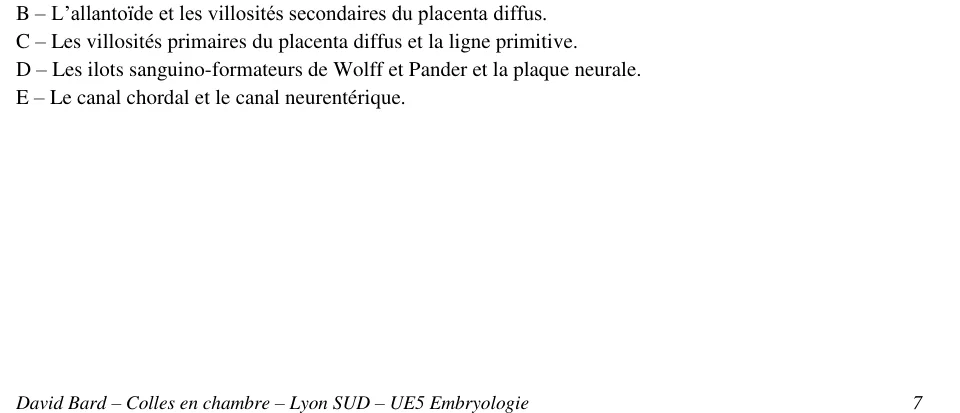 B – L’allantoïde et les villosités secondaires du placenta diffus.
C – Les villosités primaires du placenta diffus et la ligne primitive.
D – Les ilots sanguino-formateurs de Wolff et Pander et la plaque neurale.
E – Le canal chordal et le canal neurentérique.
David Bard – Colles en chambre – Lyon SUD – UE5 Embryologie 7